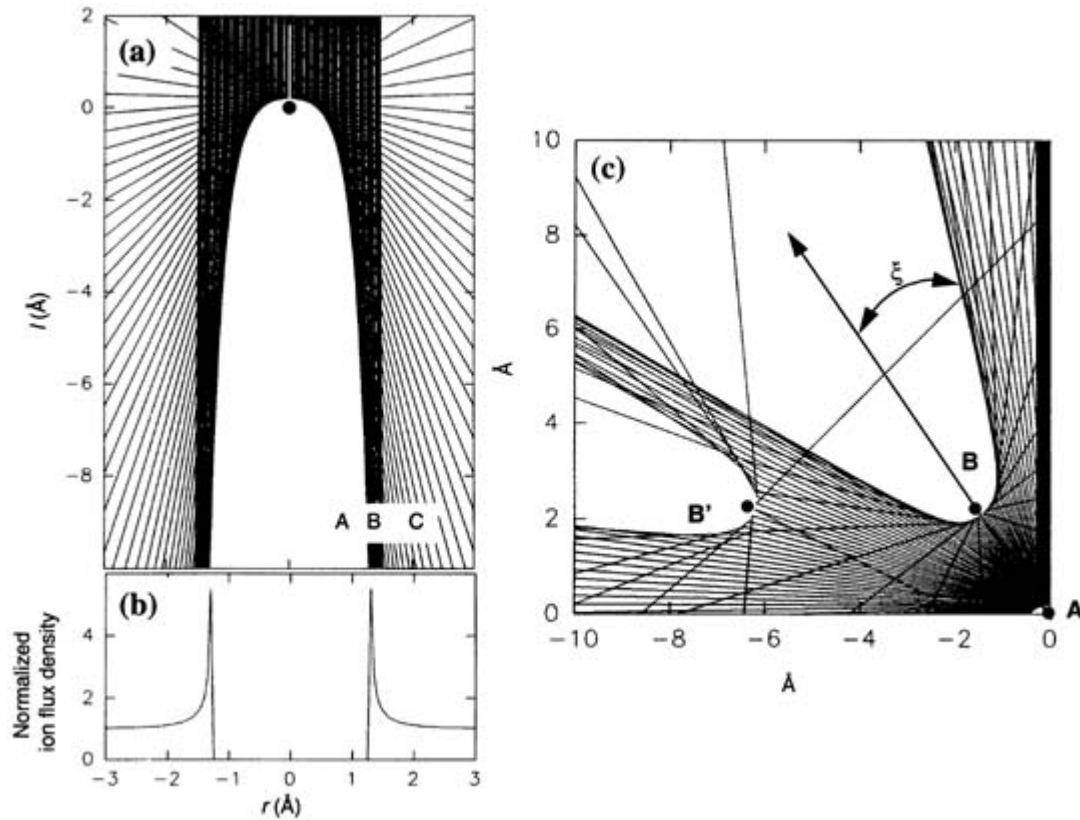 (a)
2
0
−2
−4
−6
−8
l (Å)
A B C
(b)
4
2
0
Normalized
ion flux density
−3 −2 −1 0 1 2 3
r (Å)
(c)
10
8
6
4
2
0
Å
ξ
B
B'
A
−10 −8 −6 −4 −2 0
Å